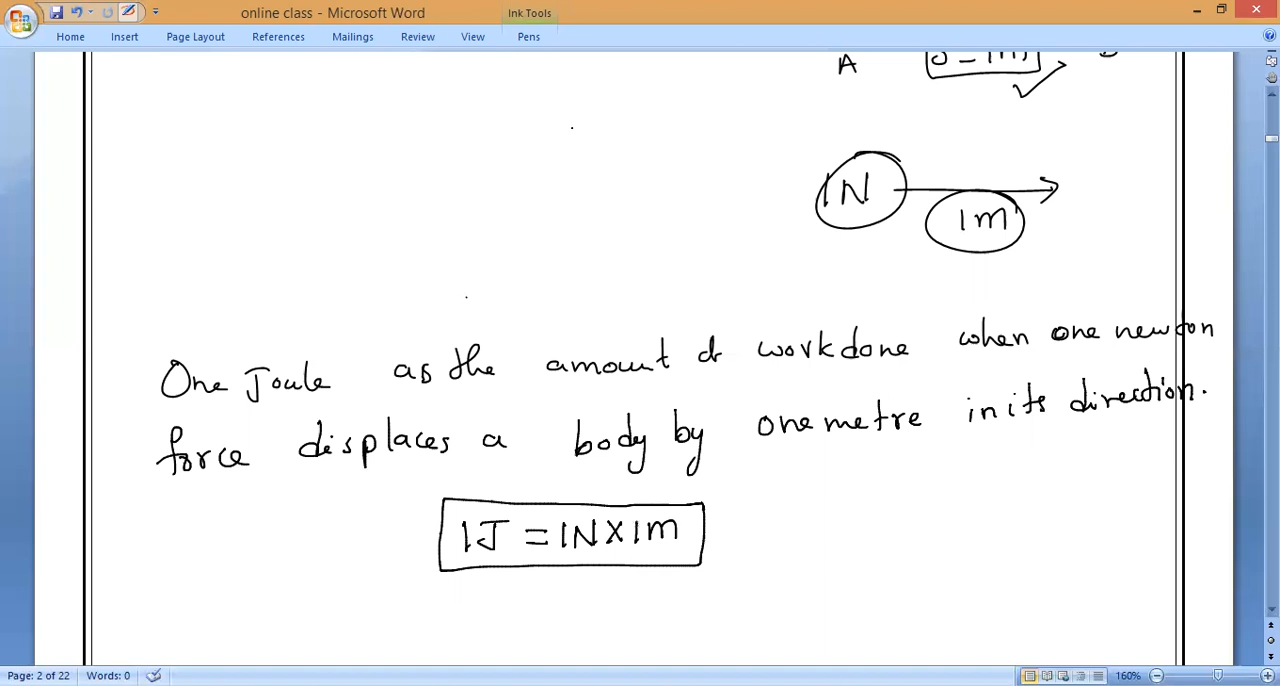 online class - Microsoft Word
Ink Tools
Home Insert Page Layout References Mailings Review View Pens
A
1N
1m
One Joule as the amount of workdone when one newton
force displaces a body by one metre in its direction.
1J = 1N X 1M
Page: 2 of 22 Words: 0 160%